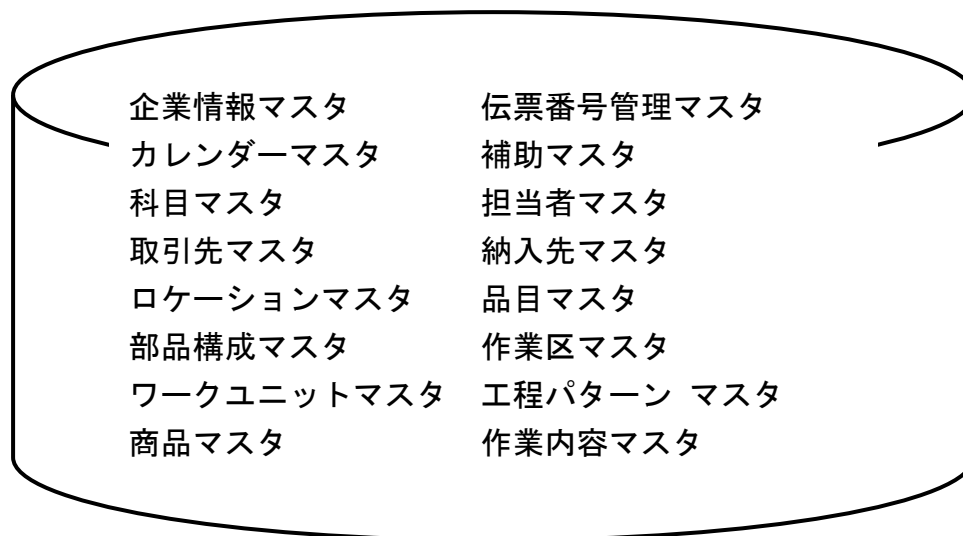 企業情報マスタ　伝票番号管理マスタ
カレンダーマスタ　補助マスタ
科目マスタ　担当者マスタ
取引先マスタ　納入先マスタ
ロケーションマスタ　品目マスタ
部品構成マスタ　作業区マスタ
ワークユニットマスタ　工程パターン マスタ
商品マスタ　作業内容マスタ